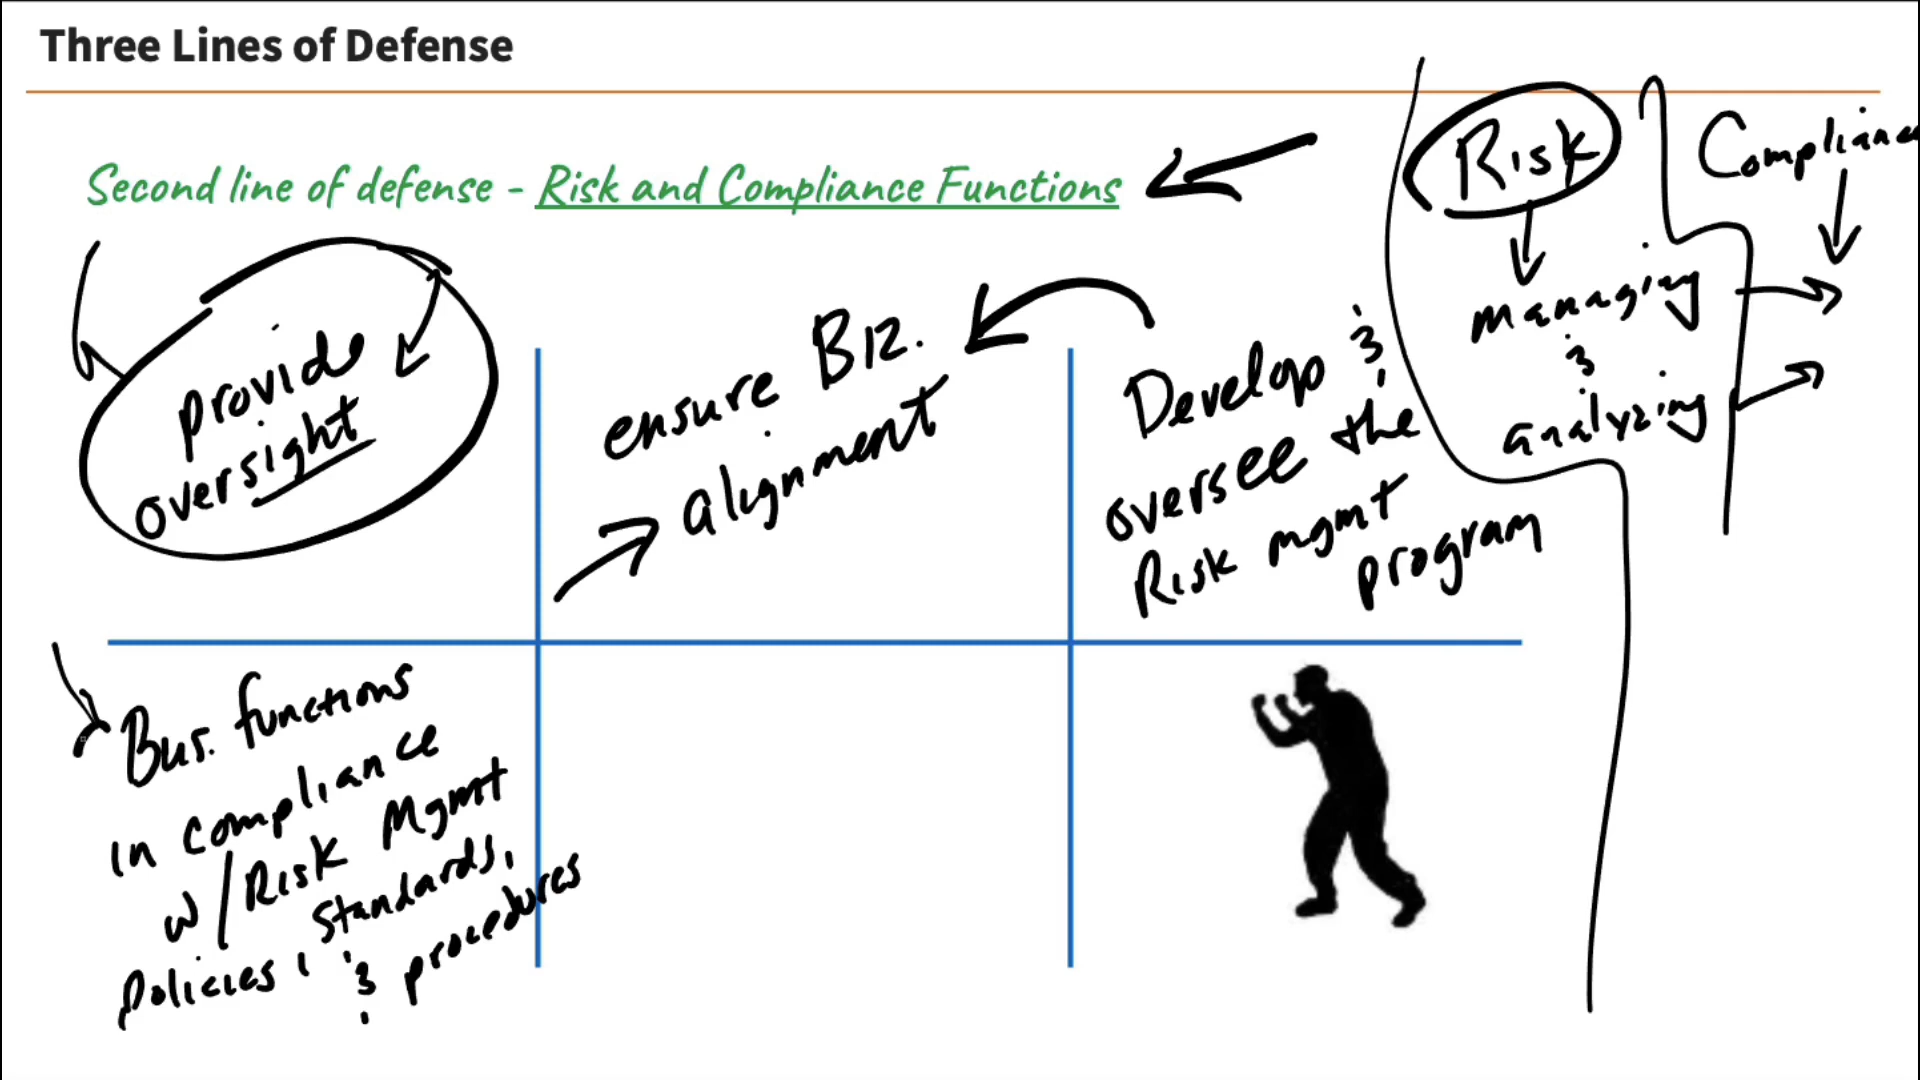 Three Lines of Defense
Second line of defense - Risk and Compliance Functions
Risk
Complianc
managing
&
analyzing
provide
oversight
ensure BIZ.
alignment
Develop &
oversee the
Risk mgmt
program
Bus. functions
in compliance
w/Risk Mgmt
Policies, Standards,
& procedures